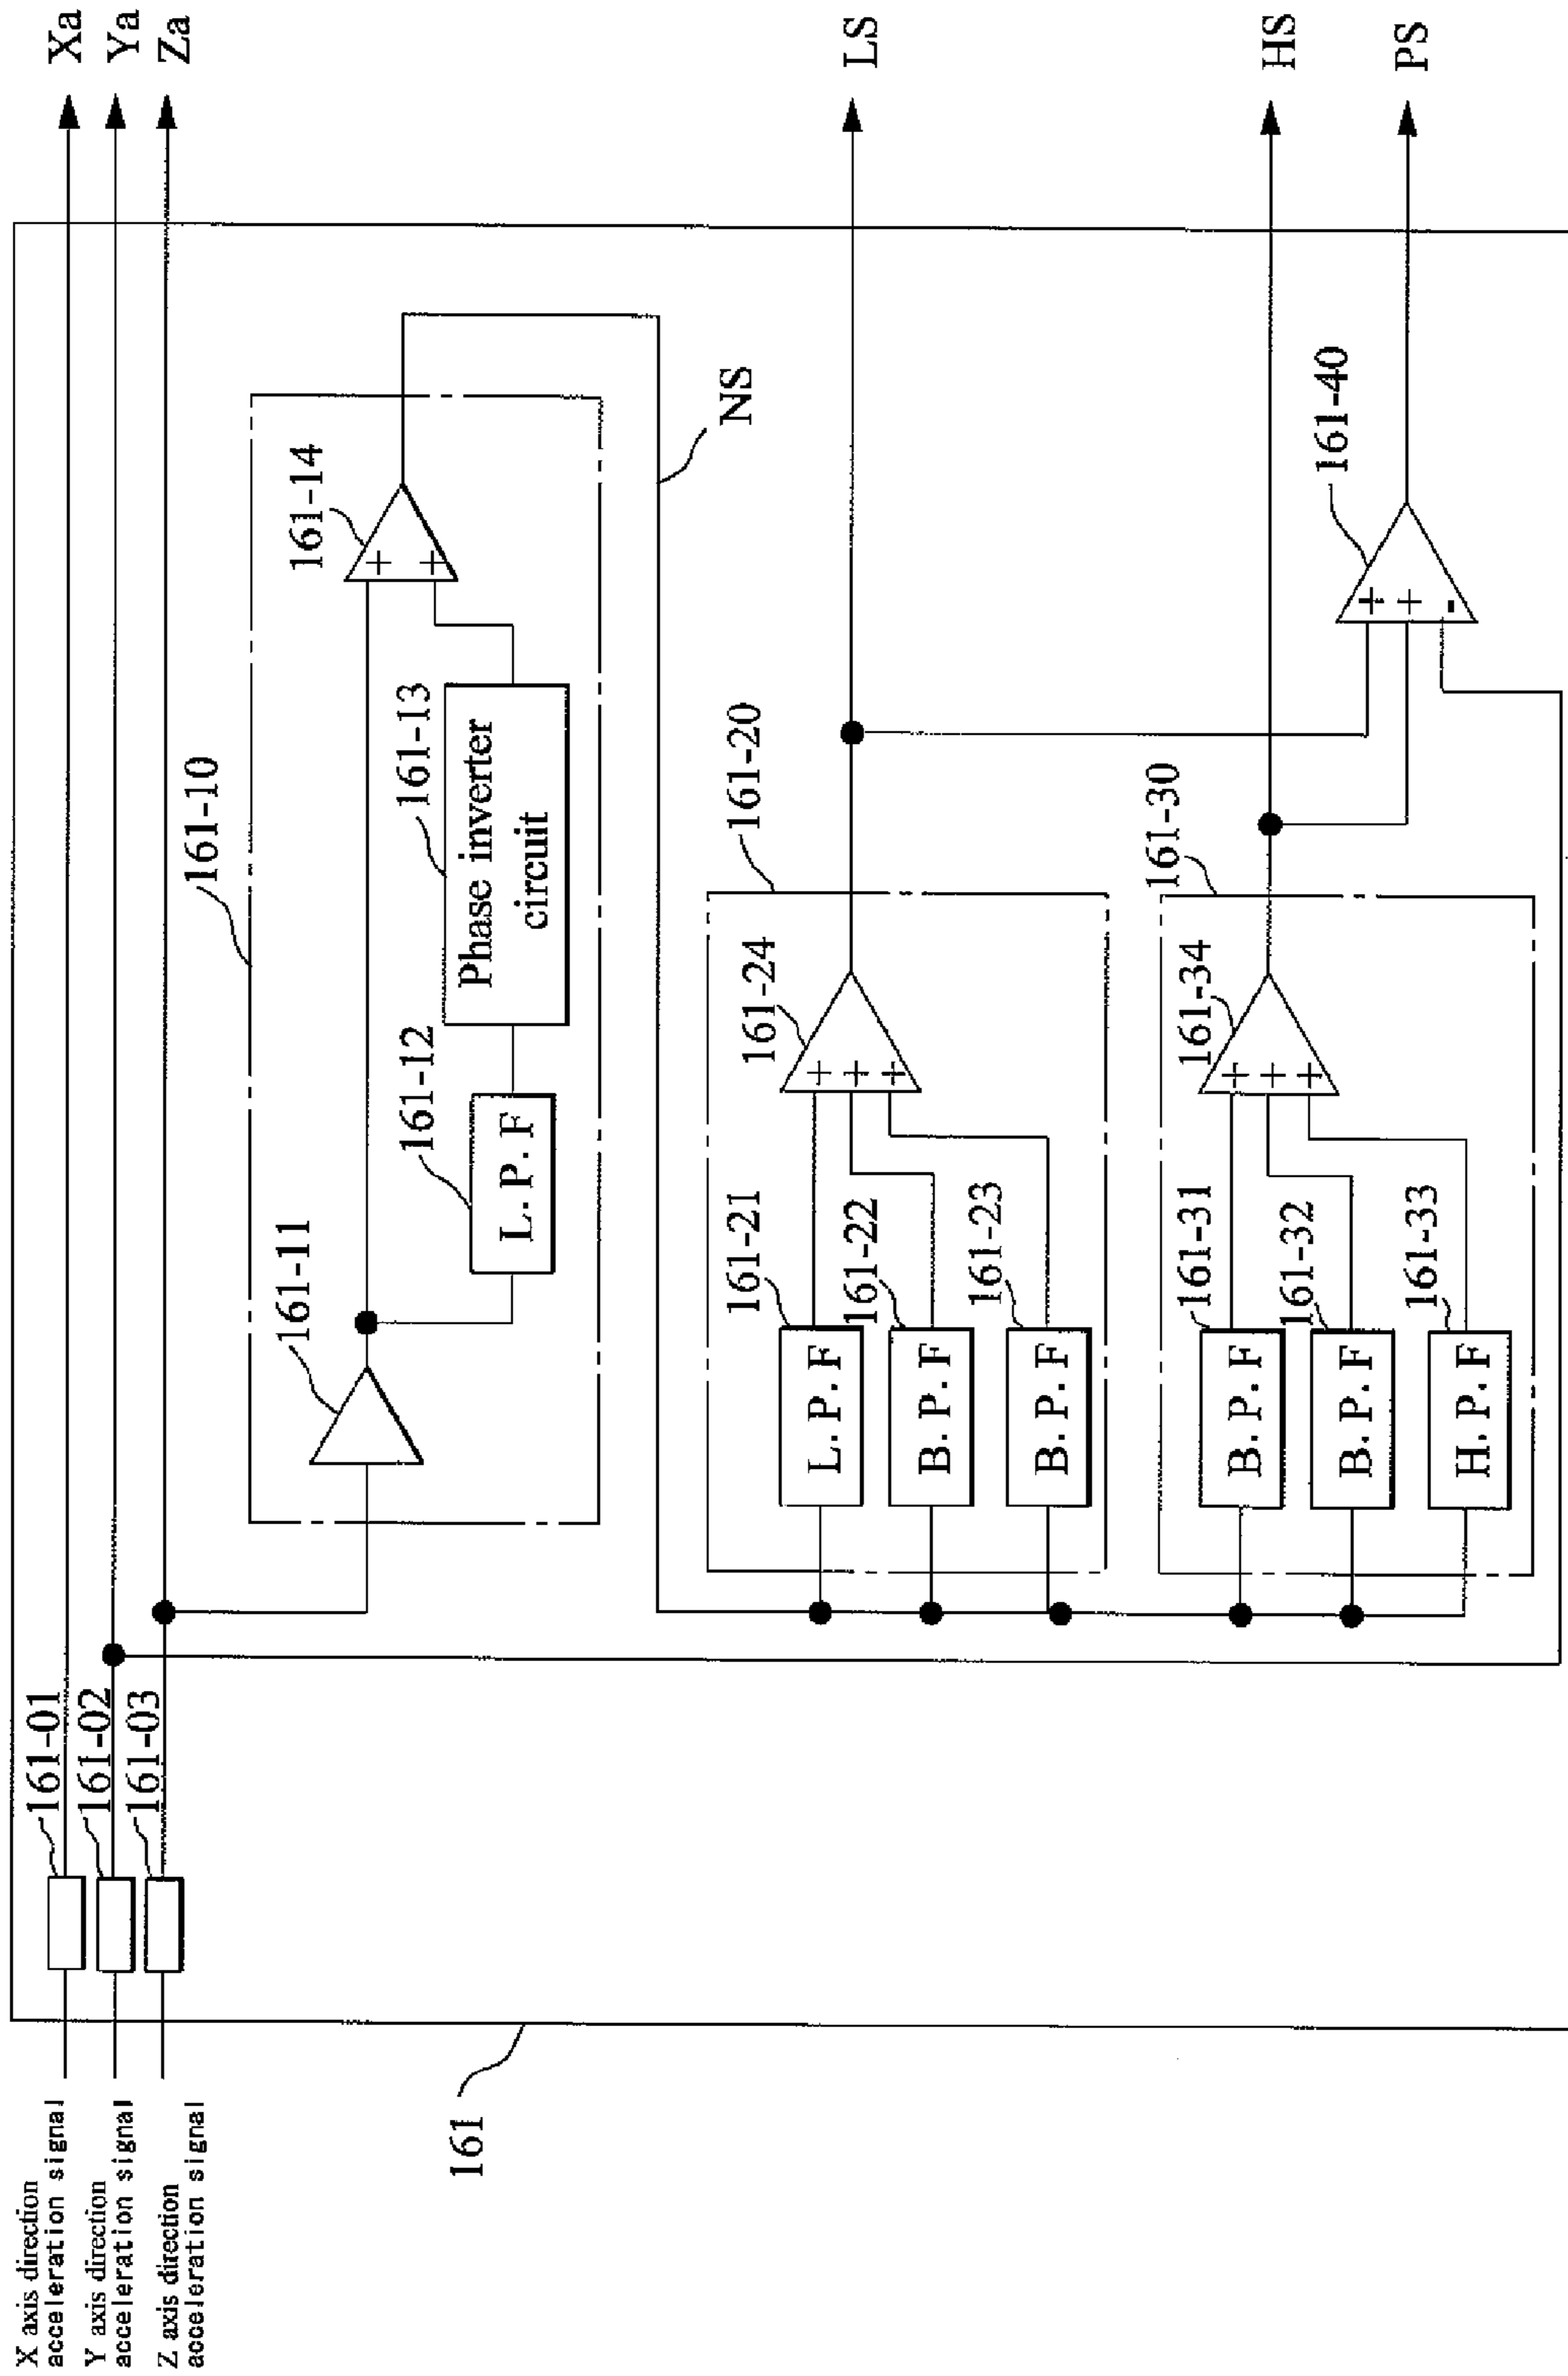 X axis direction
acceleration signal
Y axis direction
acceleration signal
Z axis direction
acceleration signal
161-01
161-02
161-03
Xa
Ya
Za
161
161-10
161-11
161-12
L. P. F
161-13
Phase inverter
circuit
161-14
+
+
NS
161-20
161-21
L. P. F
161-22
B. P. F
161-23
B. P. F
161-24
+
+
+
LS
161-30
161-31
B. P. F
161-32
B. P. F
161-33
H. P. F
161-34
+
+
+
HS
161-40
+
+
-
PS